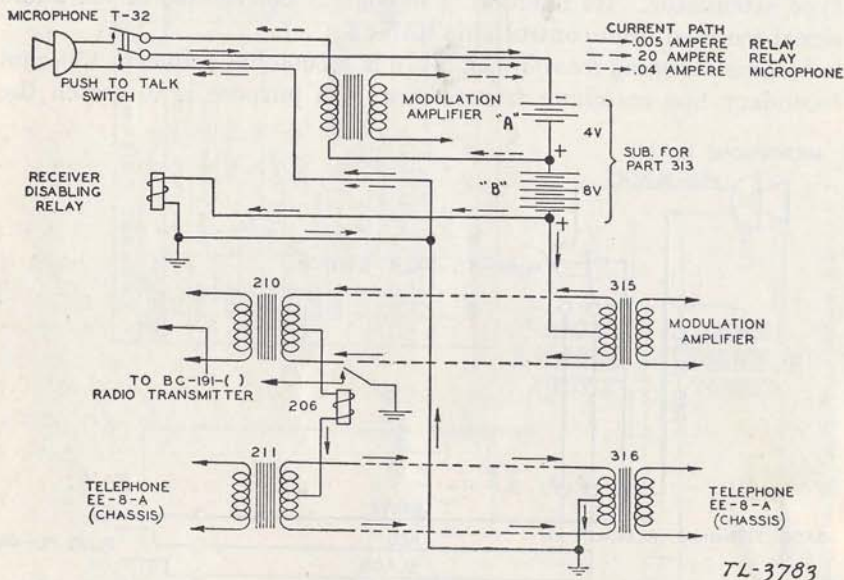 MICROPHONE T-32
PUSH TO TALK
SWITCH
CURRENT PATH
.005 AMPERE RELAY
.20 AMPERE RELAY
.04 AMPERE MICROPHONE
MODULATION
AMPLIFIER
"A"
4V
+
SUB. FOR
PART 313
"B"
8V
+
RECEIVER
DISABLING
RELAY
210
315
MODULATION
AMPLIFIER
TO BC-191-( )
RADIO TRANSMITTER
206
211
316
TELEPHONE
EE-8-A
(CHASSIS)
TELEPHONE
EE-8-A
(CHASSIS)
TL-3783